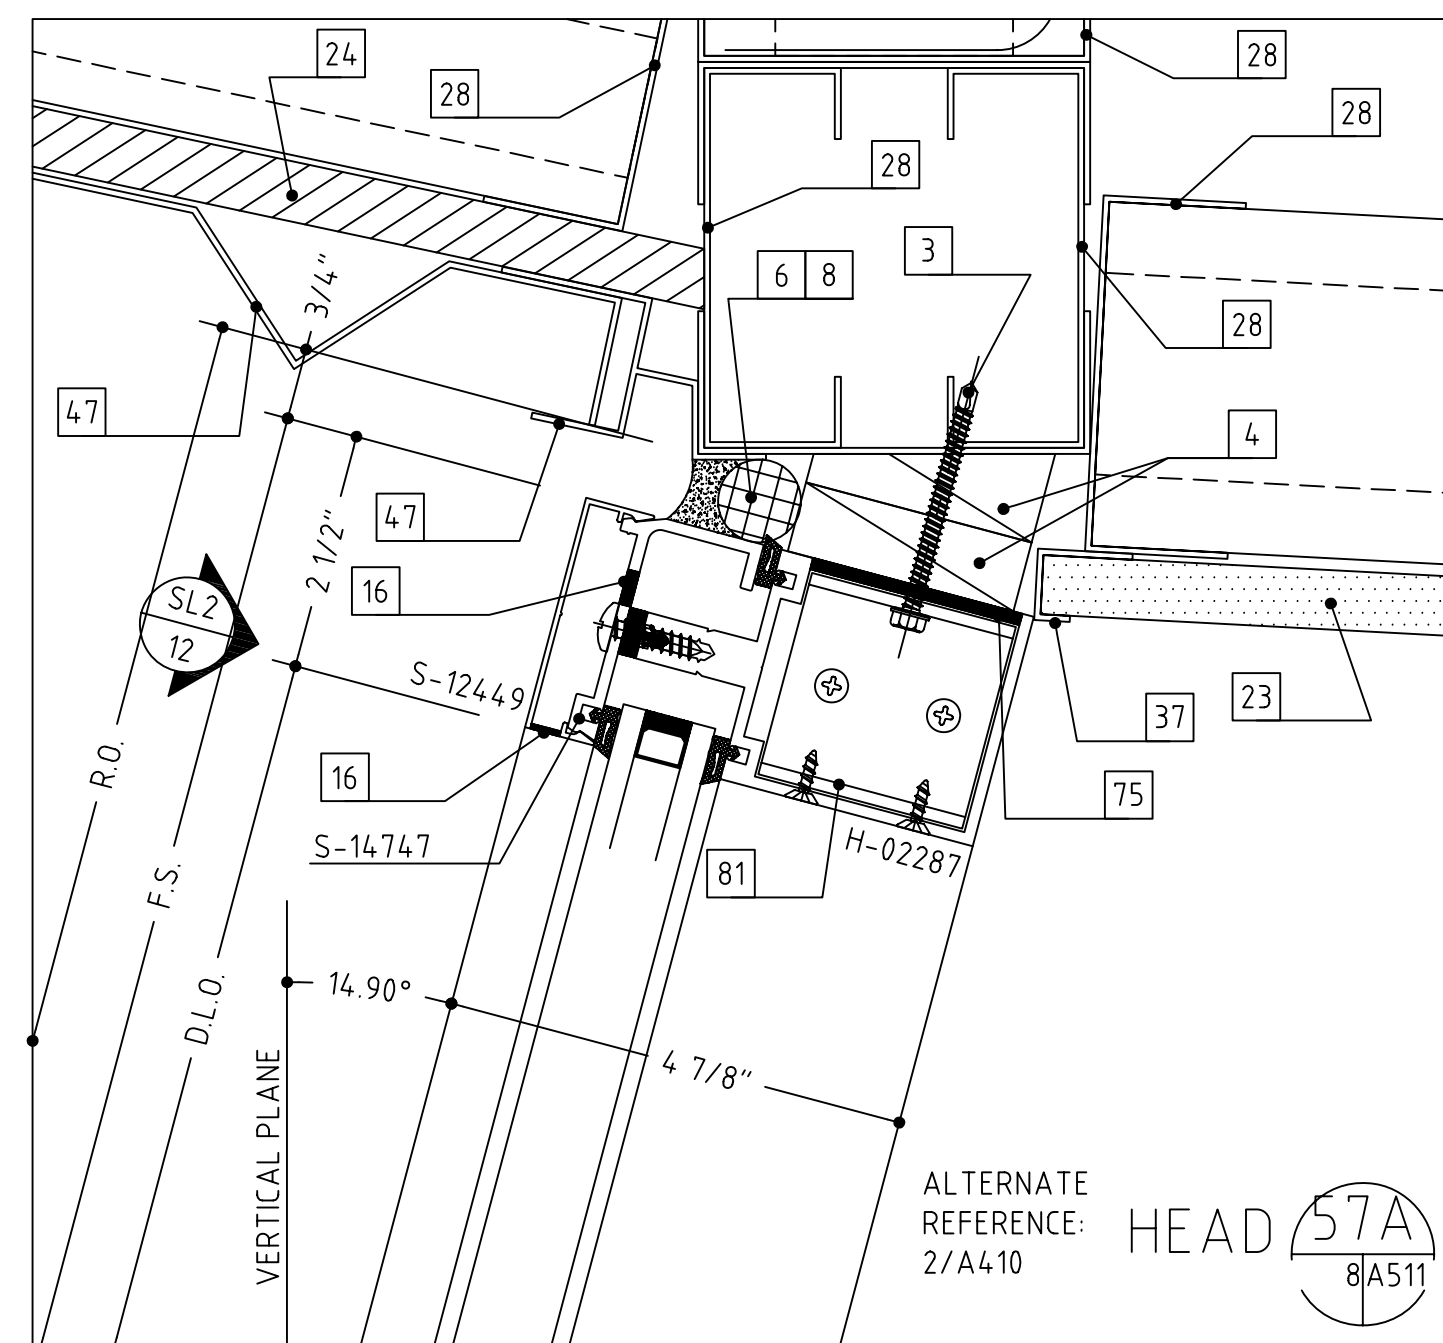 24
28
28
28
28
3
6 8
3/4"
28
47
4
47
2 1/2"
16
SL2
12
S-12449
23
37
16
75
S-14747
H-02287
81
R.O.
F.S.
D.L.O.
14.90°
4 7/8"
VERTICAL PLANE
ALTERNATE
REFERENCE:
2/A410
HEAD
57A
8 A511